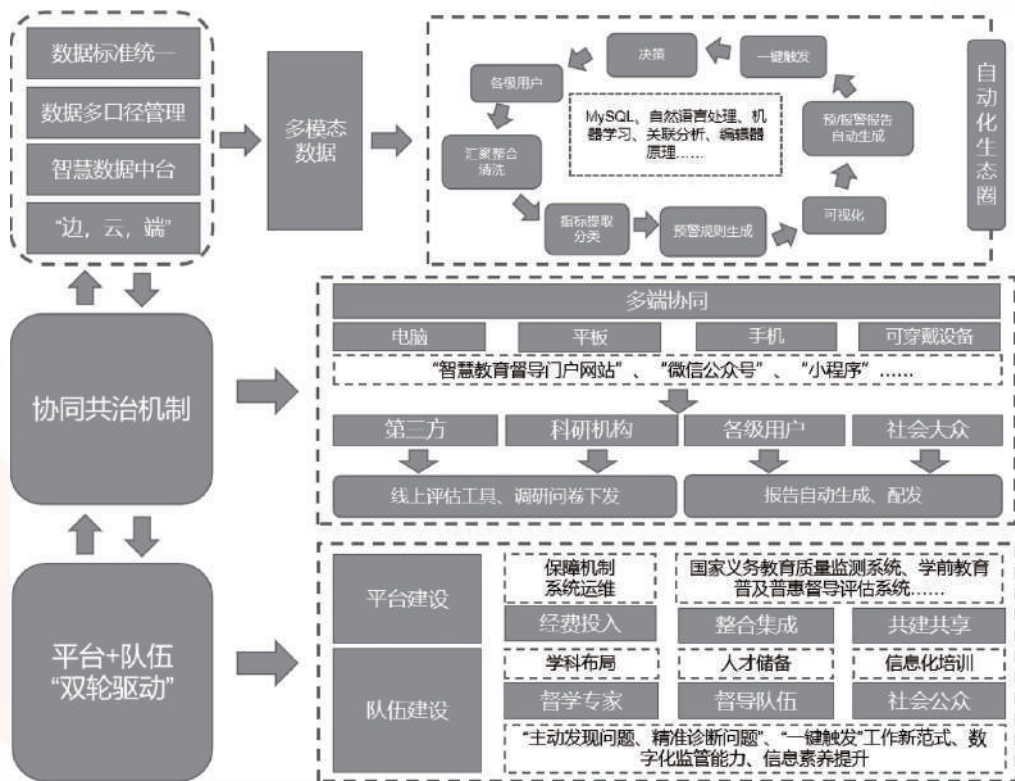 数据标准统一
数据多口径管理
智慧数据中台
“边，云，端”
多模态
数据
决策
一键触发
各级用户
预/报警报告
自动生成
MySQL、自然语言处理、机
器学习、关联分析、编辑器
原理……
汇聚整合
清洗
指标提取
分类
预警规则生成
可视化
自动化生态圈
协同共治机制
多端协同
电脑
平板
手机
可穿戴设备
“智慧教育督导门户网站”、“微信公众号”、“小程序”……
第三方
科研机构
各级用户
社会大众
线上评估工具、调研问卷下发
报告自动生成、配发
平台+队伍
“双轮驱动”
平台建设
保障机制
系统运维
国家义务教育质量监测系统、学前教育
普及普惠督导评估系统……
经费投入
整合集成
共建共享
队伍建设
学科布局
人才储备
信息化培训
督学专家
督导队伍
社会公众
“主动发现问题、精准诊断问题”、“一键触发”工作新范式、数
字化监管能力、信息素养提升